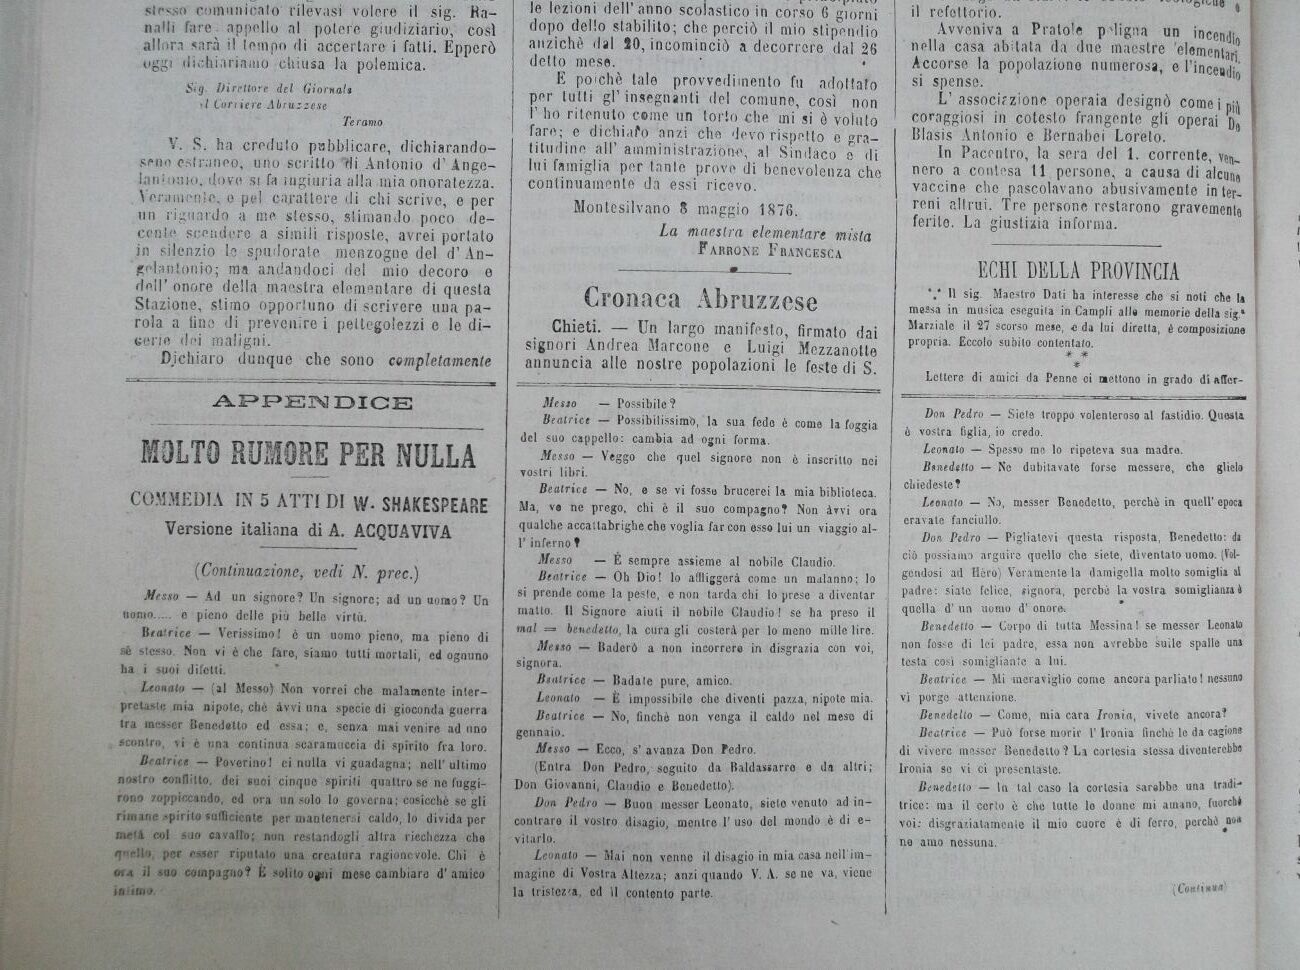 stesso comunicato rilevasi volere il sig. Ra-
nalli fare appello al potere giudiziario, così
allora sarà il tempo di accertare i fatti. Epperò
oggi dichiariamo chiusa la polemica.
Sig. Direttore del Giornale
il Corriere Abruzzese
Teramo
V. S. ha creduto pubblicare, dichiarando-
sene estraneo, uno scritto di Antonio d' Ange-
lantonio, dove si fa ingiuria alla mia onoratezza.
Veramente, e pel carattere di chi scrive, e per
un riguardo a me stesso, stimando poco de-
cente scendere a simili risposte, avrei portato
in silenzio le spudorate menzogne del d' An-
gelantonio; ma andandoci del mio decoro e
dell' onore della maestra elementare di questa
Stazione, stimo opportuno di scrivere una pa-
rola a fine di prevenire i pettegolezzi e le di-
cerie dei maligni.
Dichiaro dunque che sono completamente
le lezioni dell'anno scolastico in corso 6 giorni
dopo dello stabilito; che perciò il mio stipendio
anzichè dal 20, incominciò a decorrere dal 26
detto mese.
E poichè tale provvedimento fu adottato
per tutti gl' insegnanti del comune, così non
l' ho ritenuto come un torto che mi si è voluto
fare; e dichiaro anzi che devo rispetto e gra-
titudine all' amministrazione, al Sindaco e di
lui famiglia per tante prove di benevolenza che
continuamente da essi ricevo.
Montesilvano 8 maggio 1876.
La maestra elementare mista
FARRONE FRANCESCA
Cronaca Abruzzese
Chieti. — Un largo manifesto, firmato dai
signori Andrea Marcone e Luigi Mezzanotte
annuncia alle nostre popolazioni le feste di S.
il refettorio.
Avveniva a Pratole peligna un incendio
nella casa abitata da due maestre elementari.
Accorse la popolazione numerosa, e l'incendio
si spense.
L' associrzione operaia designò come i più
coraggiosi in cotesto frangente gli operai De
Blasis Antonio e Bernabei Loreto.
In Pacentro, la sera del 1. corrente, ven-
nero a contesa 11 persone, a causa di alcune
vaccine che pascolavano abusivamente in ter-
reni altrui. Tre persone restarono gravemente
ferite. La giustizia informa.
ECHI DELLA PROVINCIA
*.* Il sig. Maestro Dati ha interesse che si noti che la
messa in musica eseguita in Campli alle memorie della sig.a
Marziale il 27 scorso mese, e da lui diretta, è composizione
propria. Eccolo subito contentato.
* *
*
Lettere di amici da Penne ci mettono in grado di affer-
APPENDICE
MOLTO RUMORE PER NULLA
COMMEDIA IN 5 ATTI DI W. SHAKESPEARE
Versione italiana di A. ACQUAVIVA
(Continuazione, vedi N. prec.)
Messo — Ad un signore? Un signore; ad un uomo? Un
uomo..... e pieno delle più belle virtù.
Beatrice — Verissimo! è un uomo pieno, ma pieno di
sè stesso. Non vi è che fare, siamo tutti mortali, ed ognuno
ha i suoi difetti.
Leonato — (al Messo) Non vorrei che malamente inter-
pretaste mia nipote, chè àvvi una specie di gioconda guerra
tra messer Benedetto ed essa; e, senza mai venire ad uno
scontro, vi è una continua scaramuccia di spirito fra loro.
Beatrice — Poverino! ci nulla vi guadagna; nell' ultimo
nostro conflitto, dei suoi cinque spiriti quattro se ne fuggi-
rono zoppiccando, ed ora un solo lo governa; cosicchè se gli
rimane spirito sufficiente per mantenersi caldo, lo divida per
metà col suo cavallo; non restandogli altra ricchezza che
quello, per esser riputato una creatura ragionevole. Chi è
ora il suo compagno? È solito ogni mese cambiare d' amico
intimo.
Messo — Possibile?
Beatrice — Possibilissimo, la sua fede è come la foggia
del suo cappello: cambia ad ogni forma.
Messo — Veggo che quel signore non è inscritto nei
vostri libri.
Beatrice — No, e se vi fosse brucerei la mia biblioteca.
Ma, ve ne prego, chi è il suo compagno? Non àvvi ora
qualche accattabrighe che voglia far con esso lui un viaggio al-
l' inferno?
Messo — È sempre assieme al nobile Claudio.
Beatrice — Oh Dio! lo affliggerà come un malanno; lo
si prende come la peste, e non tarda chi lo prese a diventar
matto. Il Signore aiuti il nobile Claudio! se ha preso il
mal = benedetto, la cura gli costerà per lo meno mille lire.
Messo — Baderò a non incorrere in disgrazia con voi,
signora.
Beatrice — Badate pure, amico.
Leonato — È impossibile che diventi pazza, nipote mia.
Beatrice — No, finchè non venga il caldo nel mese di
gennaio.
Messo — Ecco, s' avanza Don Pedro.
(Entra Don Pedro, seguito da Baldassarre e da altri;
Don Giovanni, Claudio e Benedetto).
Don Pedro — Buon messer Leonato, siete venuto ad in-
contrare il vostro disagio, mentre l' uso del mondo è di e-
vitarlo.
Leonato — Mai non venne il disagio in mia casa nell'im-
magine di Vostra Altezza; anzi quando V. A. se ne va, viene
la tristezza, ed il contento parte.
Don Pedro — Siete troppo volenteroso al fastidio. Questa
è vostra figlia, io credo.
Leonato — Spesso me lo ripeteva sua madre.
Benedetto — Ne dubitavate forse messere, che glielo
chiedeste?
Leonato — No, messer Benedetto, perchè in quell' epoca
eravate fanciullo.
Don Pedro — Pigliatevi questa risposta, Benedetto: da
ciò possiamo arguire quello che siete, diventato uomo. (Vol-
gendosi ad Hèro) Veramente la damigella molto somiglia al
padre: siate felice, signora, perchè la vostra somiglianza è
quella d' un uomo d' onore.
Benedetto — Corpo di tutta Messina! se messer Leonato
non fosse di lei padre, essa non avrebbe sulle spalle una
testa così somigliante a lui.
Beatrice — Mi meraviglio come ancora parliate! nessuno
vi porge attenzione.
Benedetto — Come, mia cara Ironia, vivete ancora?
Beatrice — Può forse morir l' Ironia finchè le da cagione
di vivere messer Benedetto? La cortesia stessa diventerebbe
Ironia se vi ci presentaste.
Benedetto — In tal caso la cortesia sarebbe una tradi-
trice: ma il certo è che tutte le donne mi amano, fuorchè
voi: disgraziatamente il mio cuore è di ferro, perchè non
ne amo nessuna.
(Continua)